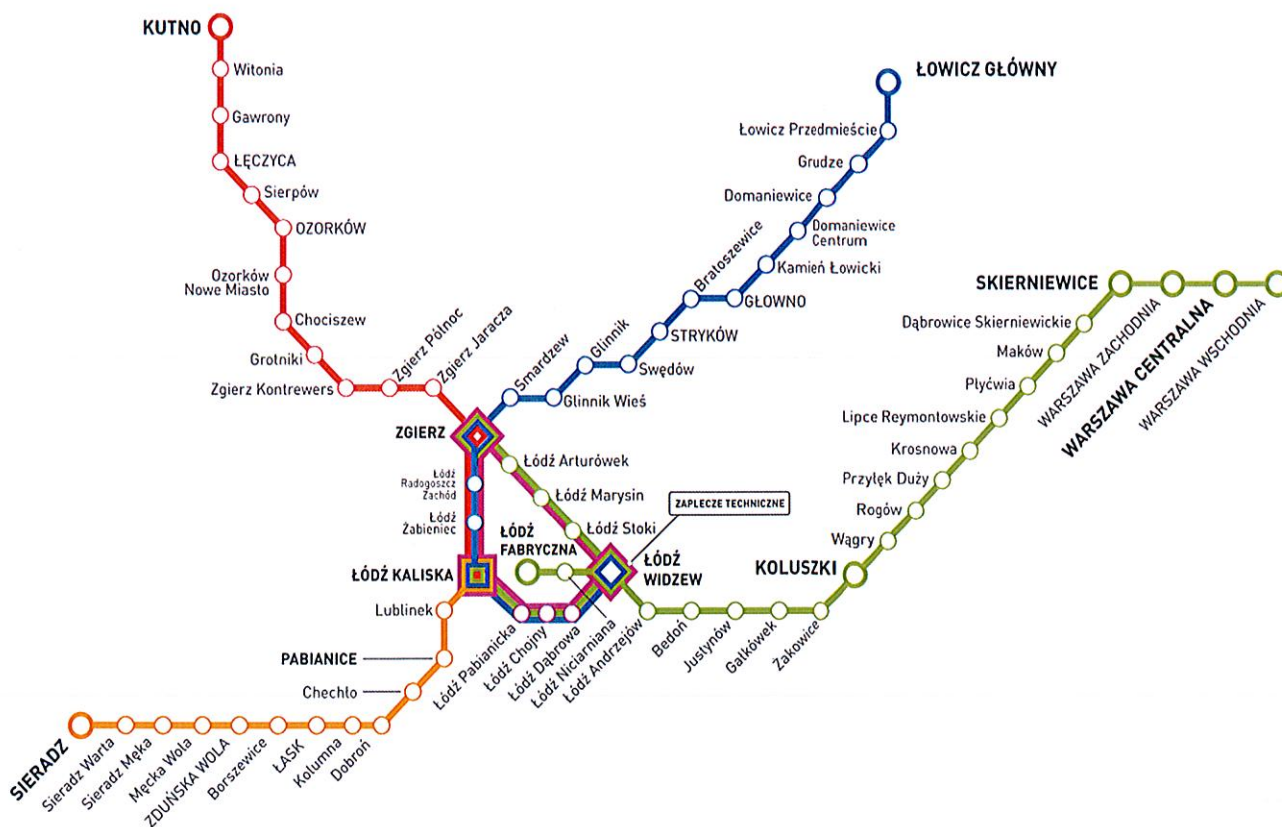 KUTNO
Witonia
Gawrony
ŁĘCZYCA
Sierpów
OZORKÓW
Ozorków
Nowe Miasto
Chociszew
Grotniki
Zgierz Kontrewers
Zgierz Północ
Zgierz Jaracza
ZGIERZ
ŁOWICZ GŁÓWNY
Łowicz Przedmieście
Grudze
Domaniewice
Domaniewice
Centrum
Kamień Łowicki
GŁOWNO
Bratoszewice
STRYKÓW
Swędów
Glinnik
Glinnik Wieś
Smardzew
Łódź
Radogoszcz
Zachód
Łódź
Żabieniec
ŁÓDŹ KALISKA
Łódź Arturówek
Łódź Marysin
Łódź Stoki
ZAPLECZE TECHNICZNE
ŁÓDŹ
FABRYCZNA
ŁÓDŹ
WIDZEW
SKIERNIEWICE
WARSZAWA ZACHODNIA
WARSZAWA CENTRALNA
WARSZAWA WSCHODNIA
Dąbrowice Skierniewickie
Maków
Płyćwia
Lipce Reymontowskie
Krosnowa
Przyłęk Duży
Rogów
Wągry
KOLUSZKI
Lublinek
PABIANICE
Chechło
Łódź Pabianicka
Łódź Chojny
Łódź Dąbrowa
Łódź Niciarniana
Łódź Andrzejów
Bedoń
Justynów
Gałkówek
Żakowice
SIERADZ
Sieradz Warta
Sieradz Męka
Męcka Wola
ZDUŃSKA WOLA
Borszewice
ŁASK
Kolumna
Dobroń